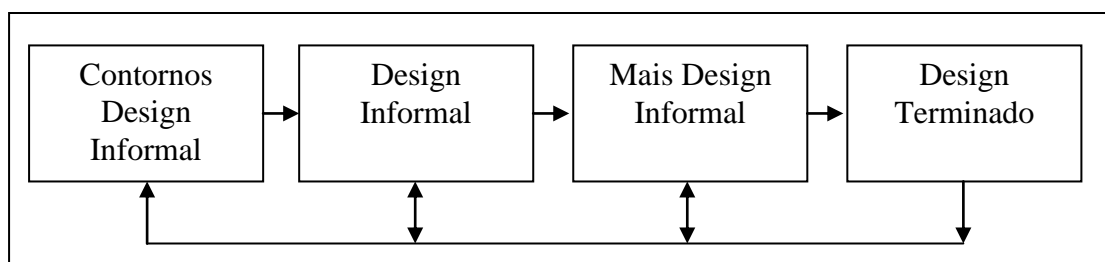 Contornos
Design
Informal
Design
Informal
Mais Design
Informal
Design
Terminado